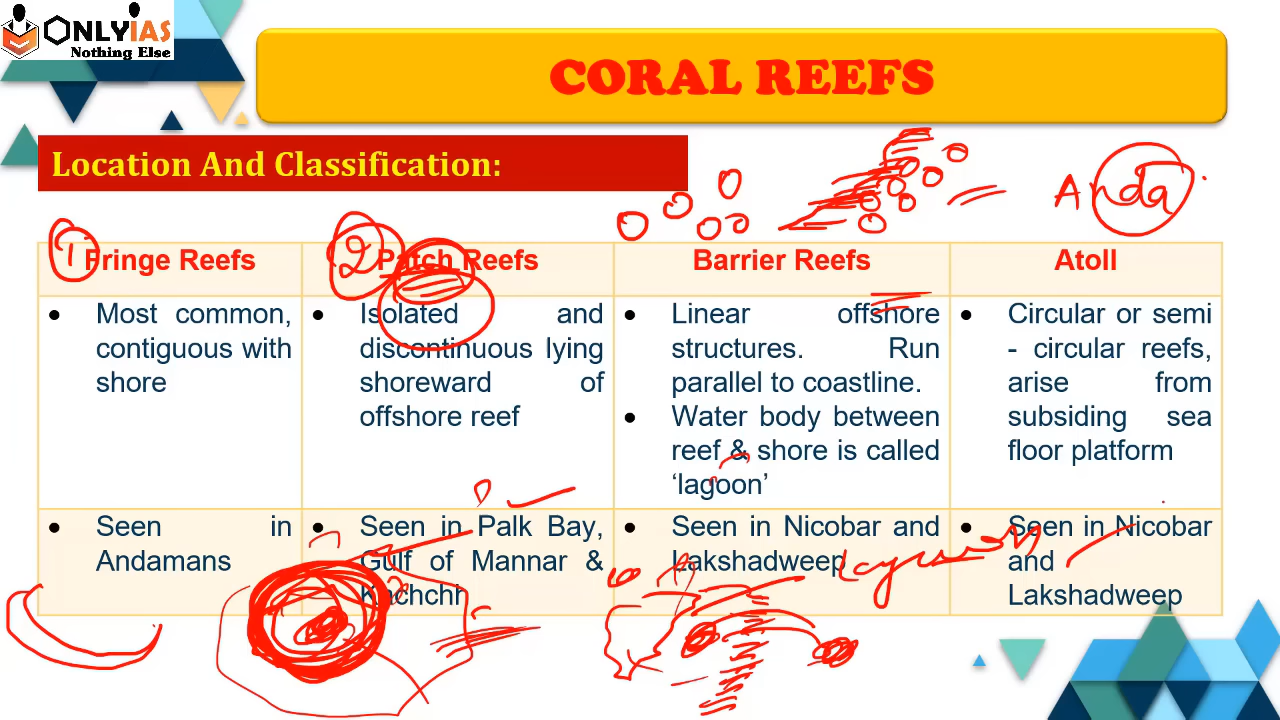 ONLYIAS
Nothing Else
CORAL REEFS
Location And Classification:
Anda
1
2
Fringe Reefs
Patch Reefs
Barrier Reefs
Atoll
Most common,
contiguous with
shore
Isolated and
discontinuous lying
shoreward of
offshore reef
Linear offshore
structures. Run
parallel to coastline.
Water body between
reef & shore is called
‘lagoon’
Circular or semi
- circular reefs,
arise from
subsiding sea
floor platform
Seen in
Andamans
Seen in Palk Bay,
Gulf of Mannar &
Kachchh
Seen in Nicobar and
Lakshadweep
Lagoon
Seen in Nicobar
and
Lakshadweep